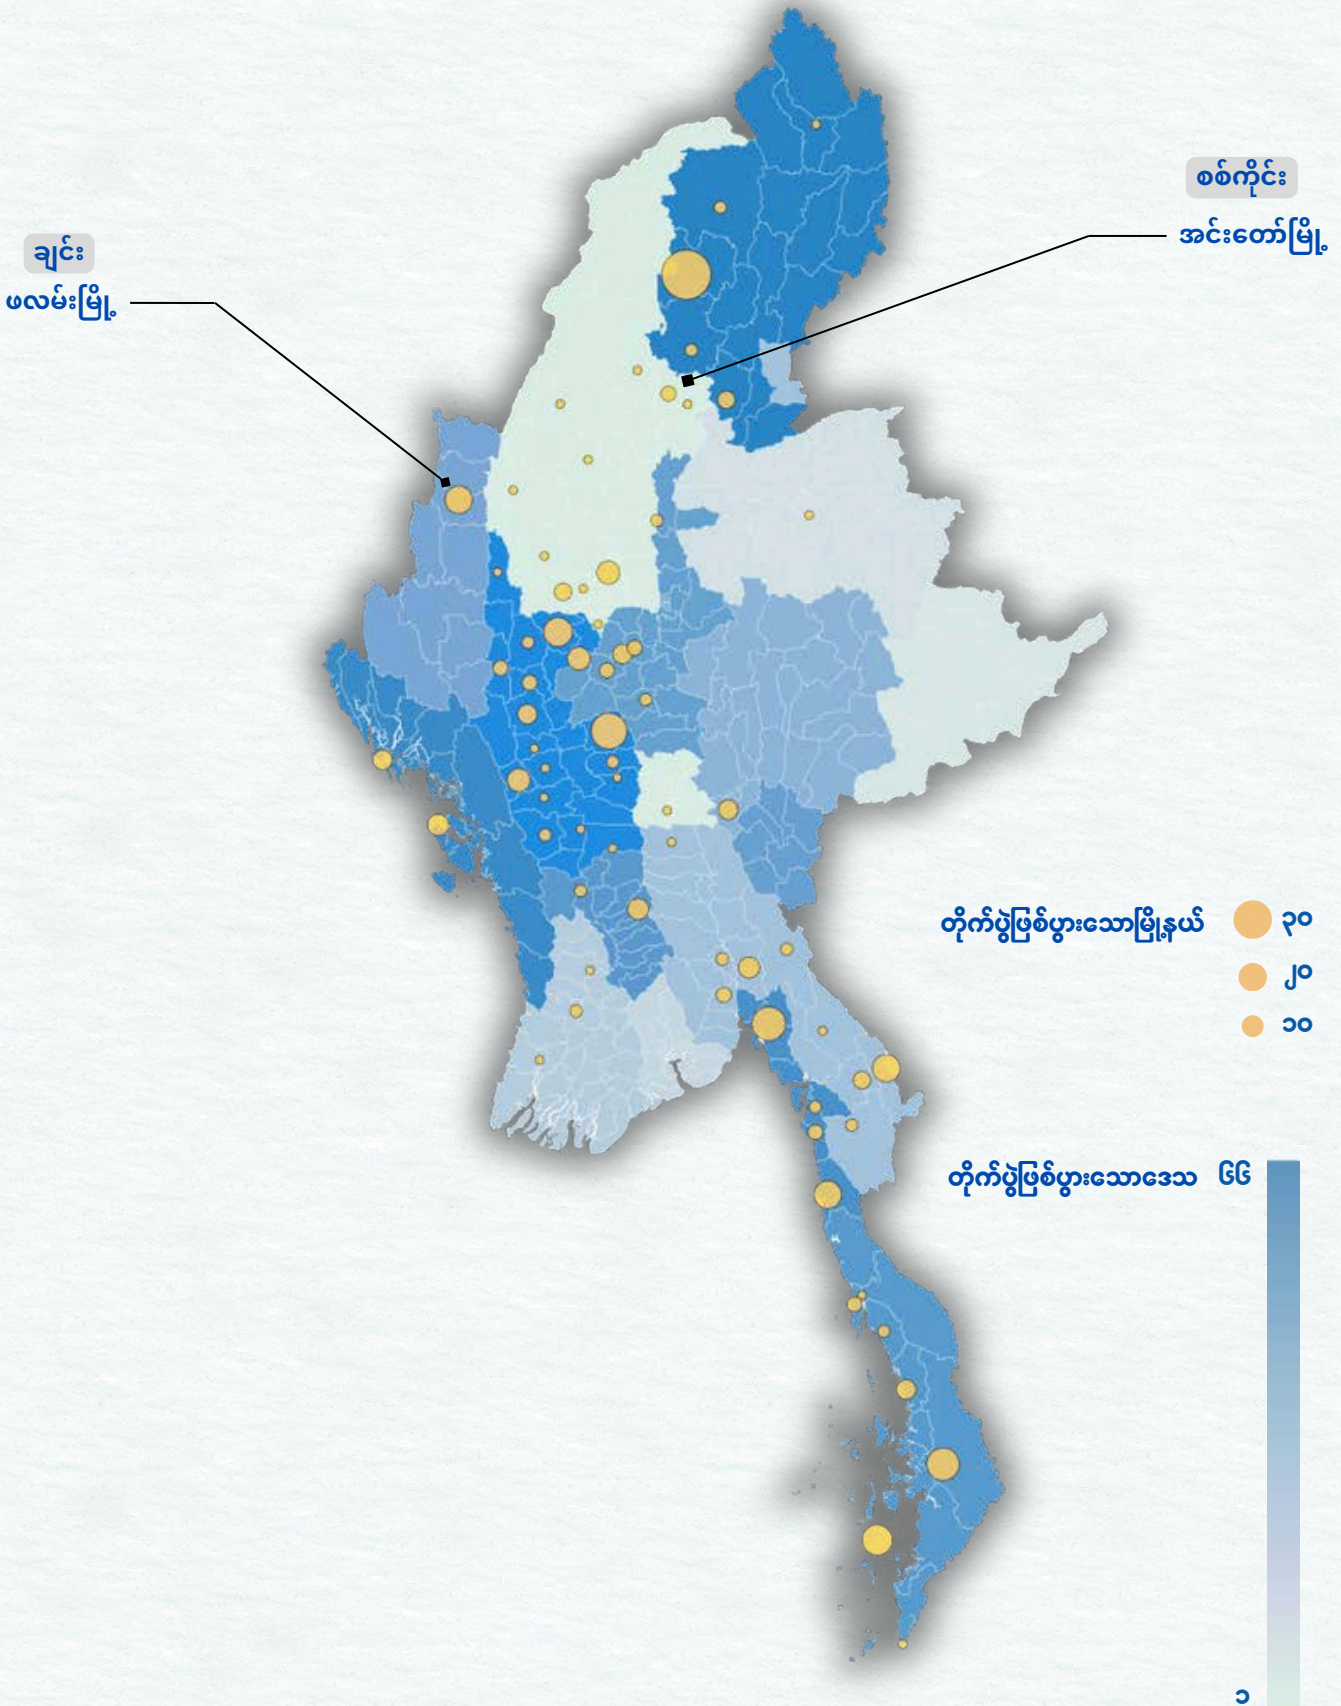 စစ်ကိုင်း
အင်းတော်မြို့
ချင်း
ဖလမ်းမြို့
တိုက်ပွဲဖြစ်ပွားသောမြို့နယ် ၃၀
၂၀
၁၀
တိုက်ပွဲဖြစ်ပွားသောဒေသ ၆၆
၁